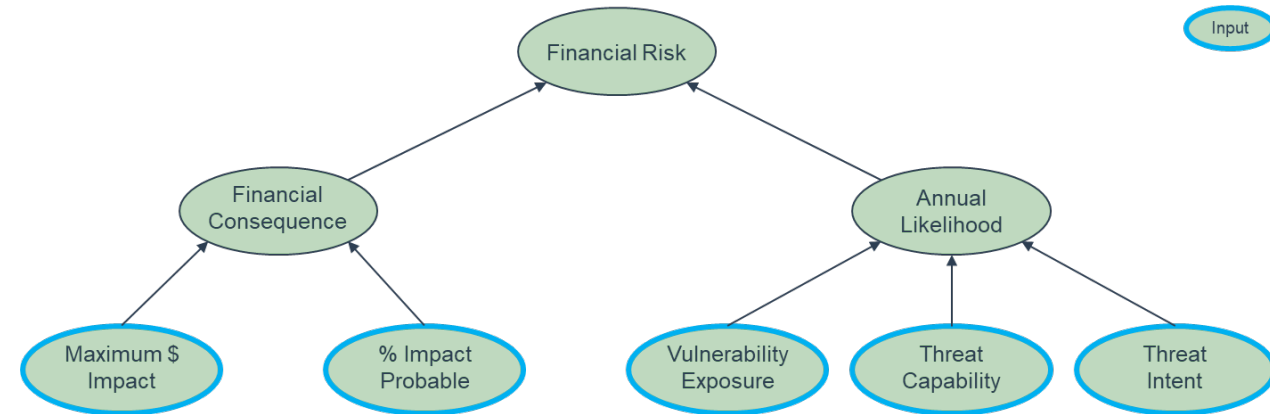 Financial Risk
Input
Financial
Consequence
Annual
Likelihood
Maximum $
Impact
% Impact
Probable
Vulnerability
Exposure
Threat
Capability
Threat
Intent